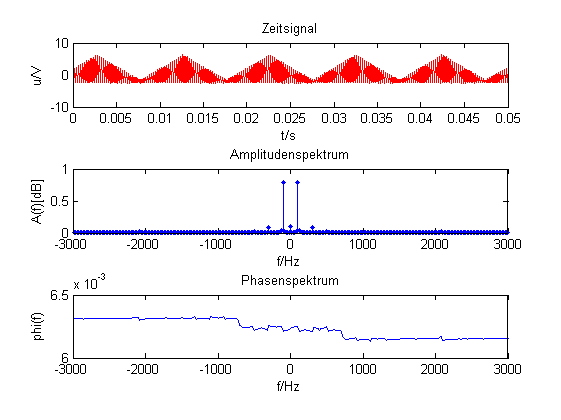 Zeitsignal
10
0
-10
u/V
0 0.005 0.01 0.015 0.02 0.025 0.03 0.035 0.04 0.045 0.05
t/s
Amplitudenspektrum
1
0.5
0
A(f)[dB]
-3000 -2000 -1000 0 1000 2000 3000
f/Hz
x 10^-3
Phasenspektrum
6.5
6
phi(f)
-3000 -2000 -1000 0 1000 2000 3000
f/Hz